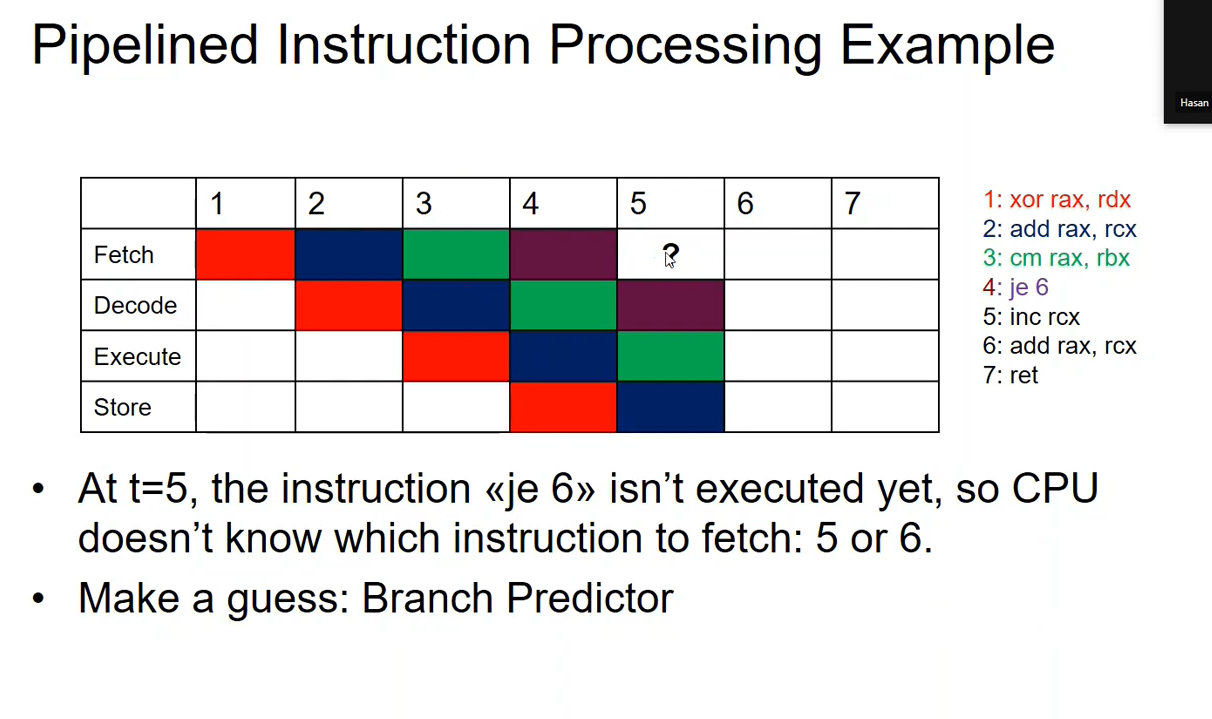 Pipelined Instruction Processing Example
Hasan
1 2 3 4 5 6 7
Fetch ?
Decode
Execute
Store
1: xor rax, rdx
2: add rax, rcx
3: cm rax, rbx
4: je 6
5: inc rcx
6: add rax, rcx
7: ret
• At t=5, the instruction «je 6» isn’t executed yet, so CPU
doesn’t know which instruction to fetch: 5 or 6.
• Make a guess: Branch Predictor